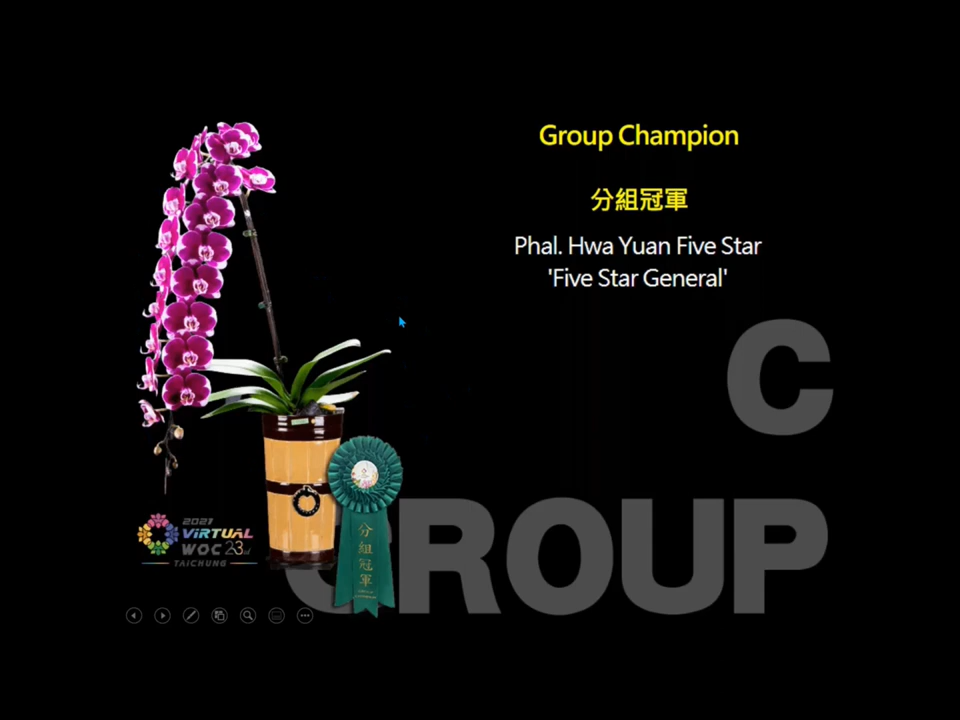 Group Champion
分組冠軍
Phal. Hwa Yuan Five Star
'Five Star General'
C
GROUP
2021
VIRTUAL
WOC 23rd
TAICHUNG
分組冠軍